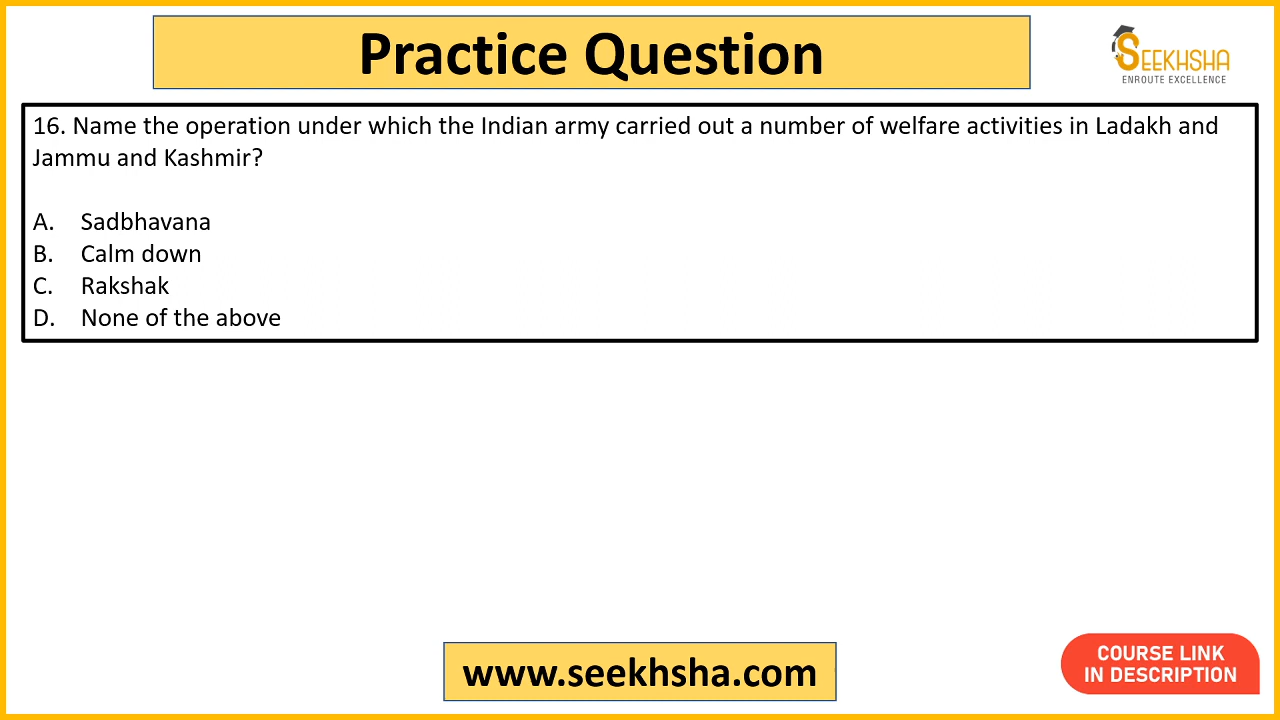 Practice Question
SEEKHSHA
ENROUTE EXCELLENCE
16. Name the operation under which the Indian army carried out a number of welfare activities in Ladakh and
Jammu and Kashmir?
A. Sadbhavana
B. Calm down
C. Rakshak
D. None of the above
www.seekhsha.com
COURSE LINK
IN DESCRIPTION